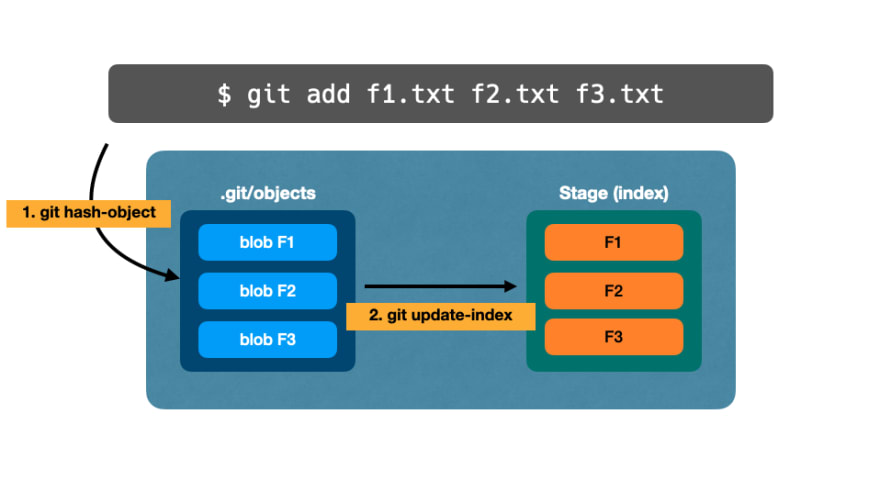 $ git add f1.txt f2.txt f3.txt
.git/objects
Stage (index)
1. git hash-object
blob F1
blob F2
blob F3
2. git update-index
F1
F2
F3